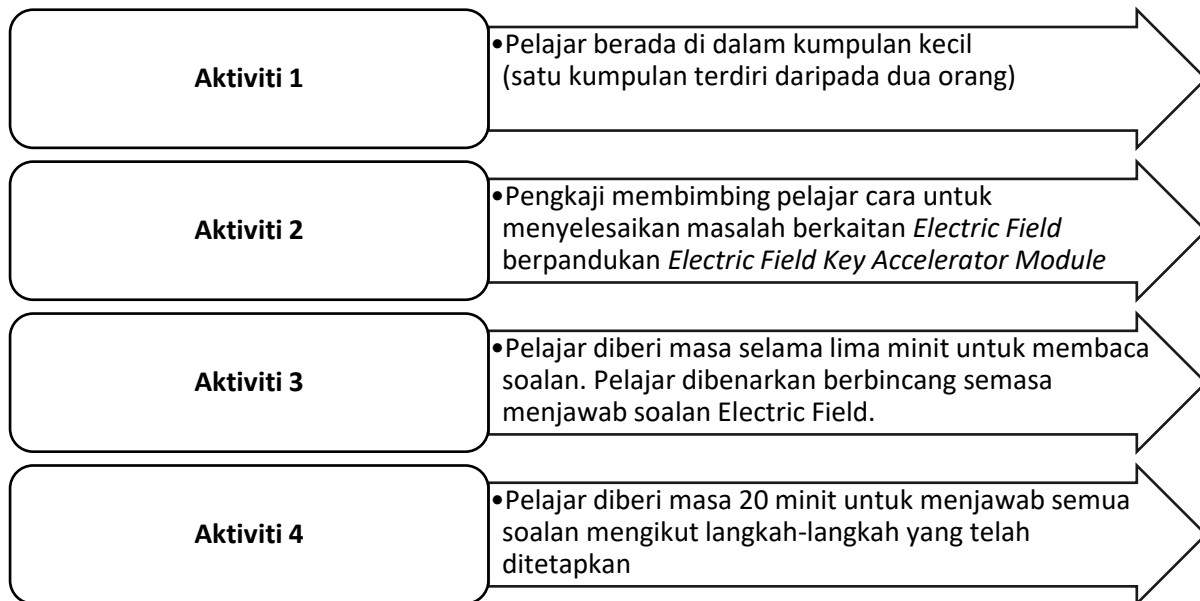 Aktiviti 1
•Pelajar berada di dalam kumpulan kecil
(satu kumpulan terdiri daripada dua orang)
Aktiviti 2
•Pengkaji membimbing pelajar cara untuk
menyelesaikan masalah berkaitan Electric Field
berpandukan Electric Field Key Accelerator Module
Aktiviti 3
•Pelajar diberi masa selama lima minit untuk membaca
soalan. Pelajar dibenarkan berbincang semasa
menjawab soalan Electric Field.
Aktiviti 4
•Pelajar diberi masa 20 minit untuk menjawab semua
soalan mengikut langkah-langkah yang telah
ditetapkan